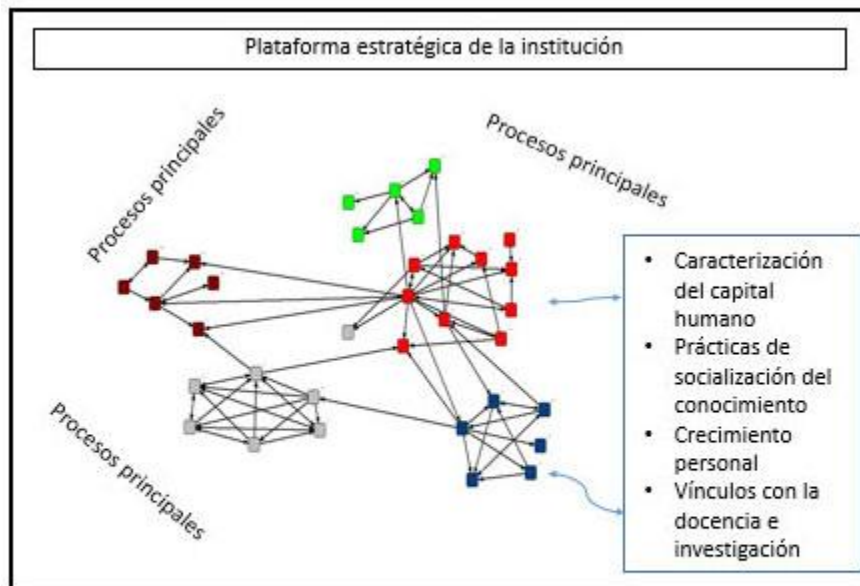 Plataforma estratégica de la institución
Procesos principales
Procesos principales
Procesos principales
• Caracterización
del capital
humano
• Prácticas de
socialización del
conocimiento
• Crecimiento
personal
• Vínculos con la
docencia e
investigación